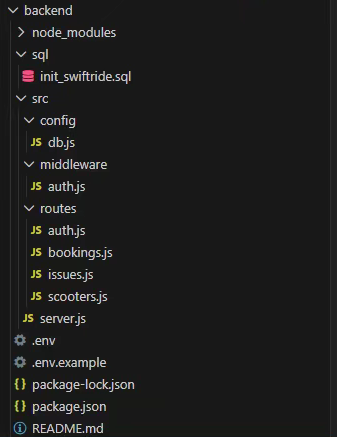 backend
node_modules
sql
init_swiftride.sql
src
config
JS db.js
middleware
JS auth.js
routes
JS auth.js
JS bookings.js
JS issues.js
JS scooters.js
JS server.js
.env
.env.example
{} package-lock.json
{} package.json
README.md